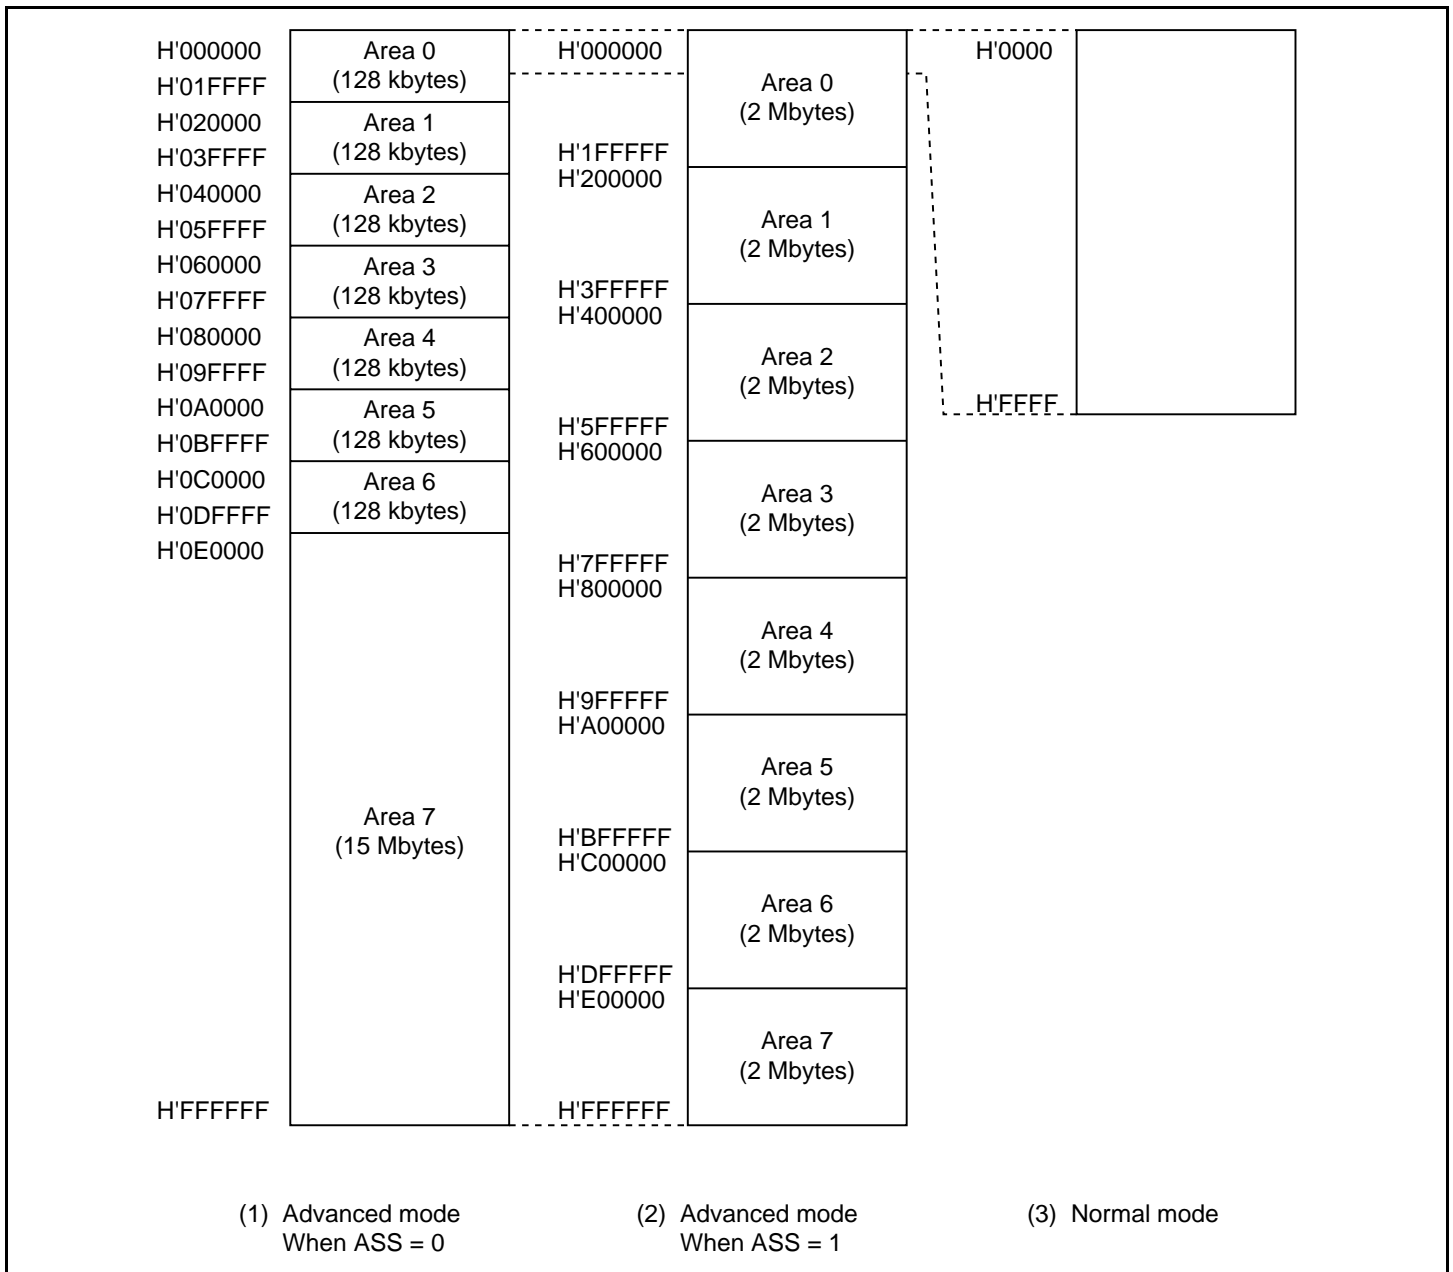 H'000000
H'01FFFF
H'020000
H'03FFFF
H'040000
H'05FFFF
H'060000
H'07FFFF
H'080000
H'09FFFF
H'0A0000
H'0BFFFF
H'0C0000
H'0DFFFF
H'0E0000
H'FFFFFF
Area 0
(128 kbytes)
Area 1
(128 kbytes)
Area 2
(128 kbytes)
Area 3
(128 kbytes)
Area 4
(128 kbytes)
Area 5
(128 kbytes)
Area 6
(128 kbytes)
Area 7
(15 Mbytes)
(1) Advanced mode
When ASS = 0
H'000000
H'1FFFFF
H'200000
H'3FFFFF
H'400000
H'5FFFFF
H'600000
H'7FFFFF
H'800000
H'9FFFFF
H'A00000
H'BFFFFF
H'C00000
H'DFFFFF
H'E00000
H'FFFFFF
Area 0
(2 Mbytes)
Area 1
(2 Mbytes)
Area 2
(2 Mbytes)
Area 3
(2 Mbytes)
Area 4
(2 Mbytes)
Area 5
(2 Mbytes)
Area 6
(2 Mbytes)
Area 7
(2 Mbytes)
(2) Advanced mode
When ASS = 1
H'0000
H'FFFF
(3) Normal mode